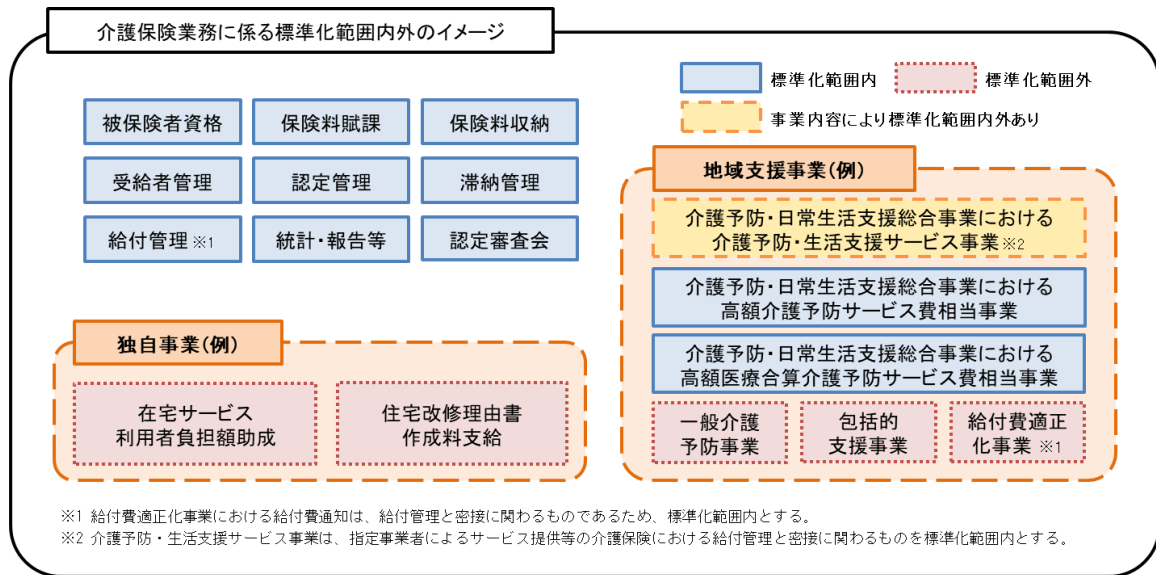 介護保険業務に係る標準化範囲内外のイメージ
標準化範囲内
標準化範囲外
事業内容により標準化範囲内外あり
被保険者資格
保険料賦課
保険料収納
受給者管理
認定管理
滞納管理
給付管理 ※1
統計・報告等
認定審査会
地域支援事業(例)
介護予防・日常生活支援総合事業における
介護予防・生活支援サービス事業※2
介護予防・日常生活支援総合事業における
高額介護予防サービス費相当事業
介護予防・日常生活支援総合事業における
高額医療合算介護予防サービス費相当事業
一般介護
予防事業
包括的
支援事業
給付費適正
化事業 ※1
独自事業(例)
在宅サービス
利用者負担額助成
住宅改修理由書
作成料支給
※1 給付費適正化事業における給付費通知は、給付管理と密接に関わるものであるため、標準化範囲内とする。
※2 介護予防・生活支援サービス事業は、指定事業者によるサービス提供等の介護保険における給付管理と密接に関わるものを標準化範囲内とする。